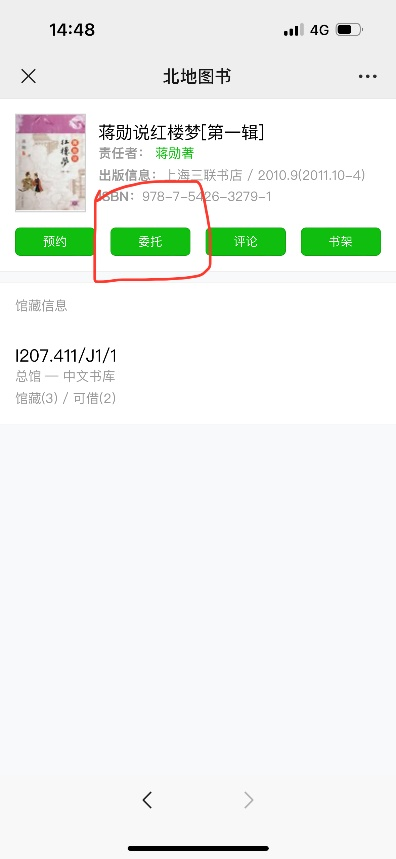 14:48
4G
北地图书
蒋勋说红楼梦[第一辑]
责任者： 蒋勋著
出版信息：上海三联书店 / 2010.9(2011.10-4)
ISBN：978-7-5426-3279-1
预约 委托 评论 书架
馆藏信息
I207.411/J1/1
总馆 — 中文书库
馆藏(3) / 可借(2)